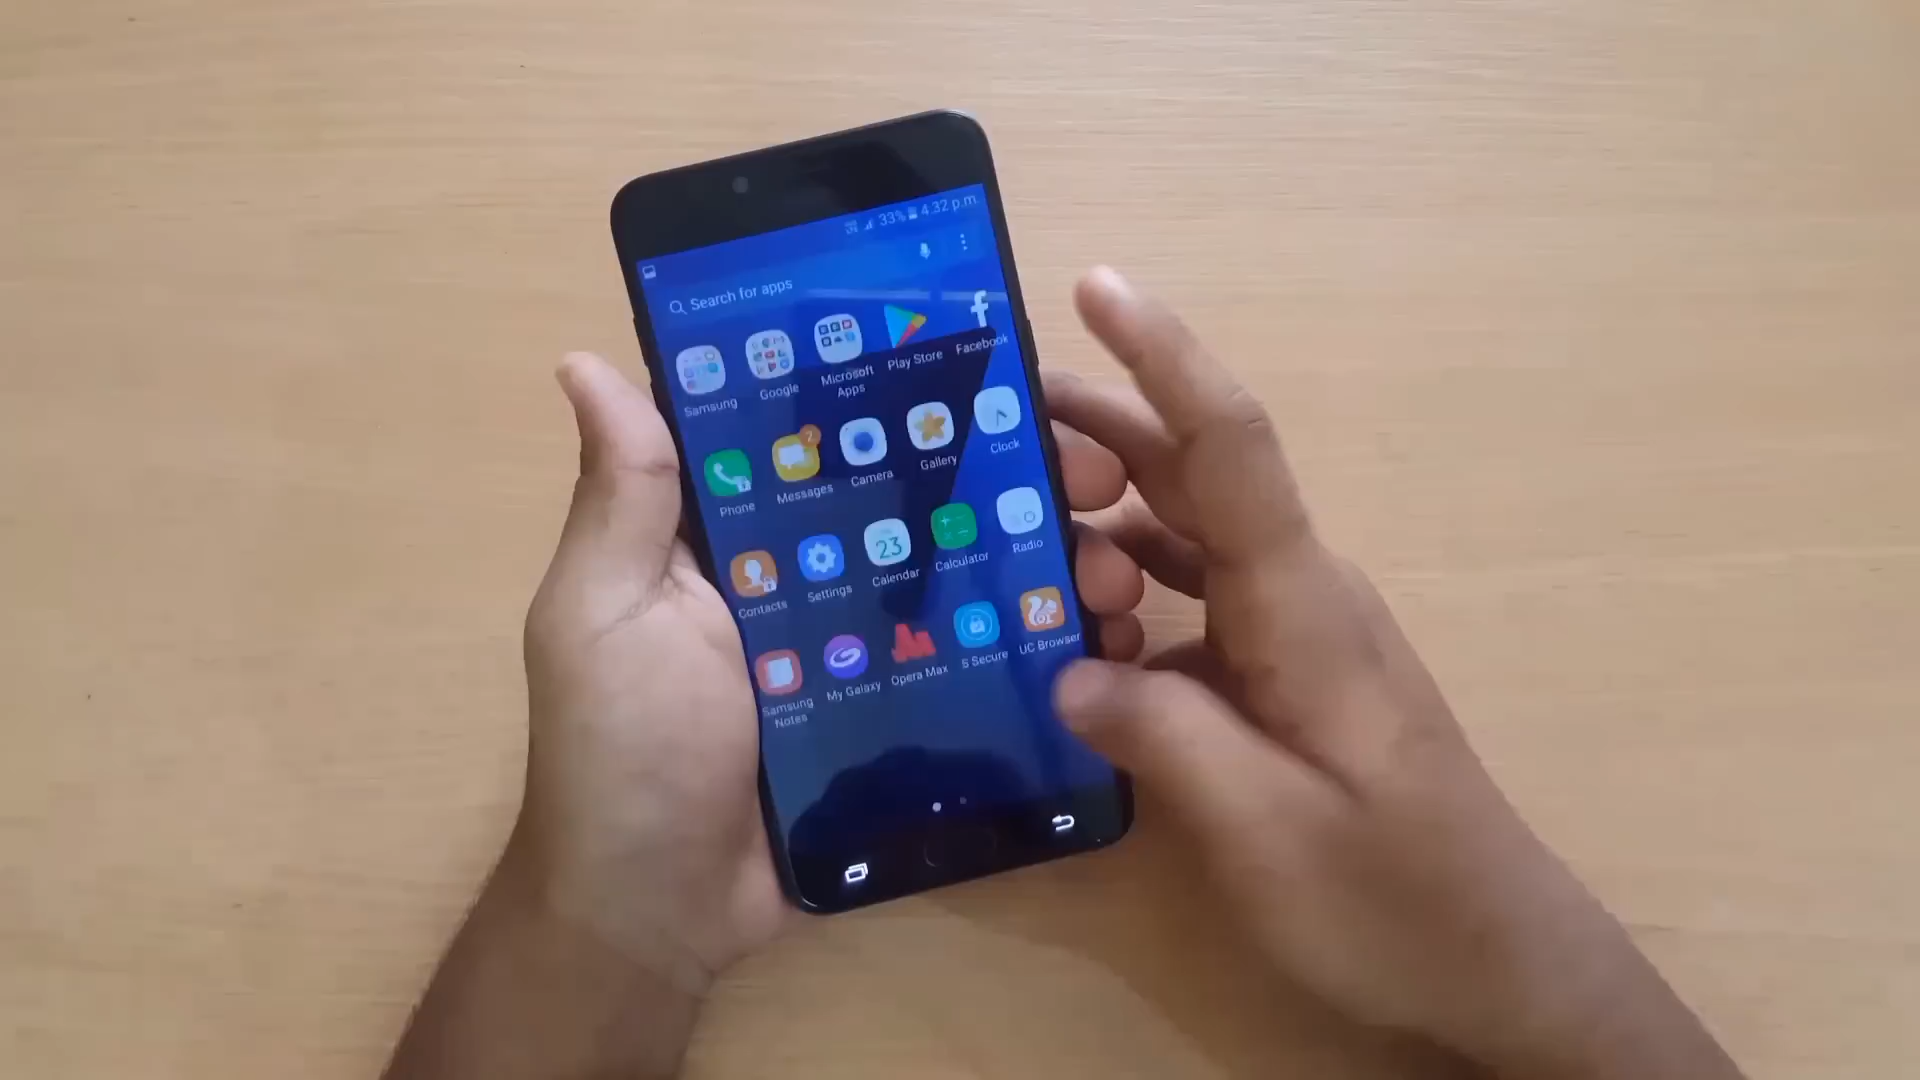 33% 4:32 p.m.
Search for apps
Samsung
Google
Microsoft
Apps
Play Store
Facebook
Phone
2
Messages
Camera
Gallery
Clock
Contacts
Settings
23
Calendar
Calculator
Radio
Samsung
Notes
My Galaxy
Opera Max
S Secure
UC Browser